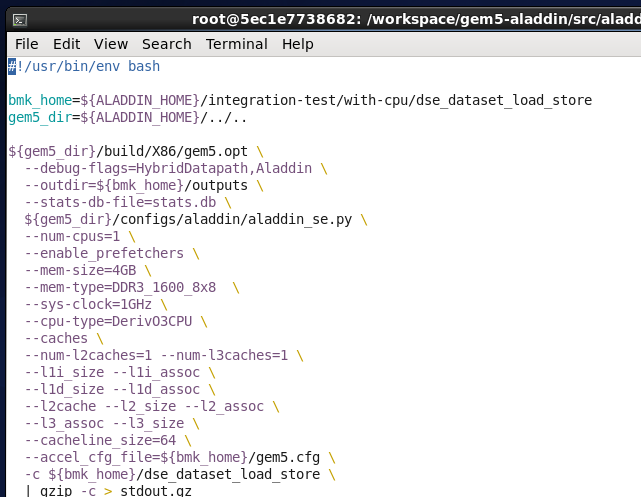 root@5ec1e7738682: /workspace/gem5-aladdin/src/aladd
File Edit View Search Terminal Help
#!/usr/bin/env bash
bmk_home=${ALADDIN_HOME}/integration-test/with-cpu/dse_dataset_load_store
gem5_dir=${ALADDIN_HOME}/../..
${gem5_dir}/build/X86/gem5.opt \
--debug-flags=HybridDatapath,Aladdin \
--outdir=${bmk_home}/outputs \
--stats-db-file=stats.db \
${gem5_dir}/configs/aladdin/aladdin_se.py \
--num-cpus=1 \
--enable_prefetchers \
--mem-size=4GB \
--mem-type=DDR3_1600_8x8  \
--sys-clock=1GHz \
--cpu-type=DerivO3CPU \
--caches \
--num-l2caches=1 --num-l3caches=1 \
--l1i_size --l1i_assoc \
--l1d_size --l1d_assoc \
--l2cache --l2_size --l2_assoc \
--l3_assoc --l3_size \
--cacheline_size=64 \
--accel_cfg_file=${bmk_home}/gem5.cfg \
-c ${bmk_home}/dse_dataset_load_store \
| gzip -c > stdout.gz